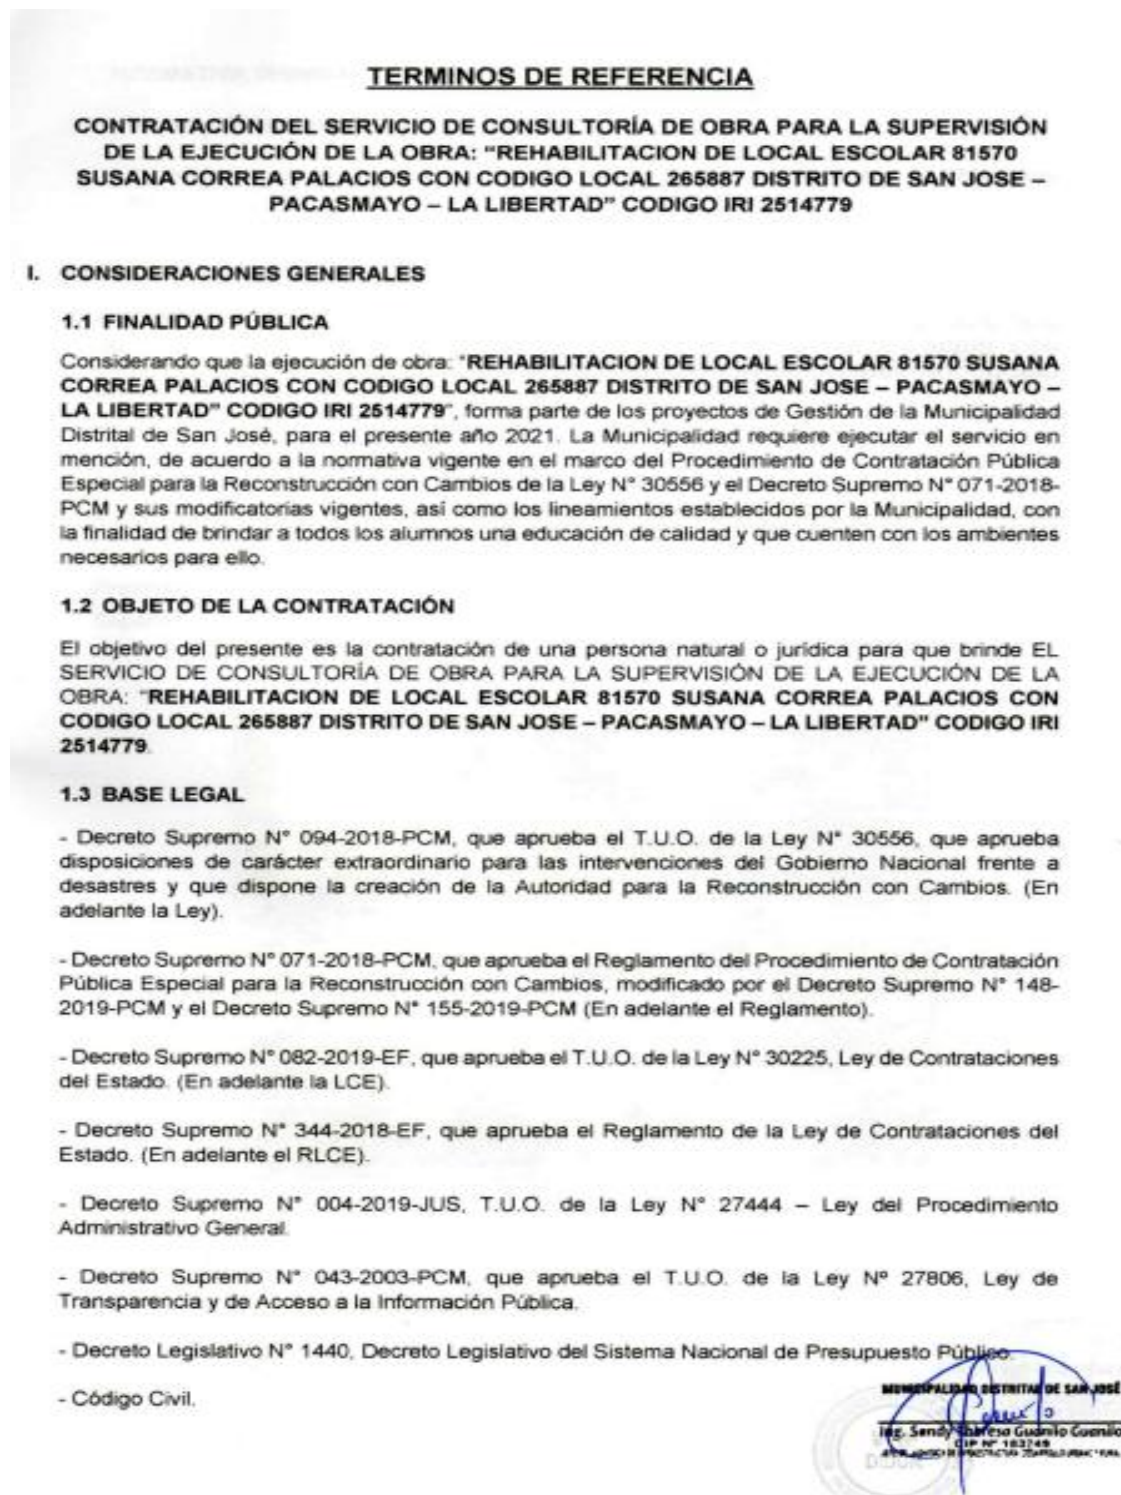 TERMINOS DE REFERENCIA
CONTRATACIÓN DEL SERVICIO DE CONSULTORÍA DE OBRA PARA LA SUPERVISIÓN
DE LA EJECUCIÓN DE LA OBRA: "REHABILITACION DE LOCAL ESCOLAR 81570
SUSANA CORREA PALACIOS CON CODIGO LOCAL 265887 DISTRITO DE SAN JOSE –
PACASMAYO – LA LIBERTAD" CODIGO IRI 2514779
I. CONSIDERACIONES GENERALES
1.1 FINALIDAD PÚBLICA
Considerando que la ejecución de obra: "REHABILITACION DE LOCAL ESCOLAR 81570 SUSANA
CORREA PALACIOS CON CODIGO LOCAL 265887 DISTRITO DE SAN JOSE – PACASMAYO –
LA LIBERTAD" CODIGO IRI 2514779", forma parte de los proyectos de Gestión de la Municipalidad
Distrital de San José, para el presente año 2021. La Municipalidad requiere ejecutar el servicio en
mención, de acuerdo a la normativa vigente en el marco del Procedimiento de Contratación Pública
Especial para la Reconstrucción con Cambios de la Ley N° 30556 y el Decreto Supremo N° 071-2018-
PCM y sus modificatorias vigentes, así como los lineamientos establecidos por la Municipalidad, con
la finalidad de brindar a todos los alumnos una educación de calidad y que cuenten con los ambientes
necesarios para ello.
1.2 OBJETO DE LA CONTRATACIÓN
El objetivo del presente es la contratación de una persona natural o jurídica para que brinde EL
SERVICIO DE CONSULTORÍA DE OBRA PARA LA SUPERVISIÓN DE LA EJECUCIÓN DE LA
OBRA: "REHABILITACION DE LOCAL ESCOLAR 81570 SUSANA CORREA PALACIOS CON
CODIGO LOCAL 265887 DISTRITO DE SAN JOSE – PACASMAYO – LA LIBERTAD" CODIGO IRI
2514779.
1.3 BASE LEGAL
- Decreto Supremo N° 094-2018-PCM, que aprueba el T.U.O. de la Ley N° 30556, que aprueba
disposiciones de carácter extraordinario para las intervenciones del Gobierno Nacional frente a
desastres y que dispone la creación de la Autoridad para la Reconstrucción con Cambios. (En
adelante la Ley).
- Decreto Supremo N° 071-2018-PCM, que aprueba el Reglamento del Procedimiento de Contratación
Pública Especial para la Reconstrucción con Cambios, modificado por el Decreto Supremo N° 148-
2019-PCM y el Decreto Supremo N° 155-2019-PCM (En adelante el Reglamento).
- Decreto Supremo N° 082-2019-EF, que aprueba el T.U.O. de la Ley N° 30225, Ley de Contrataciones
del Estado. (En adelante la LCE).
- Decreto Supremo N° 344-2018-EF, que aprueba el Reglamento de la Ley de Contrataciones del
Estado. (En adelante el RLCE).
- Decreto Supremo N° 004-2019-JUS, T.U.O. de la Ley N° 27444 – Ley del Procedimiento
Administrativo General.
- Decreto Supremo N° 043-2003-PCM, que aprueba el T.U.O. de la Ley Nº 27806, Ley de
Transparencia y de Acceso a la Información Pública.
- Decreto Legislativo N° 1440, Decreto Legislativo del Sistema Nacional de Presupuesto Público.
- Código Civil.
MUNICIPALIDAD DISTRITAL DE SAN JOSÉ
Ing. Sandy Theresa Guanilo Guanilo
CIP N° 183749